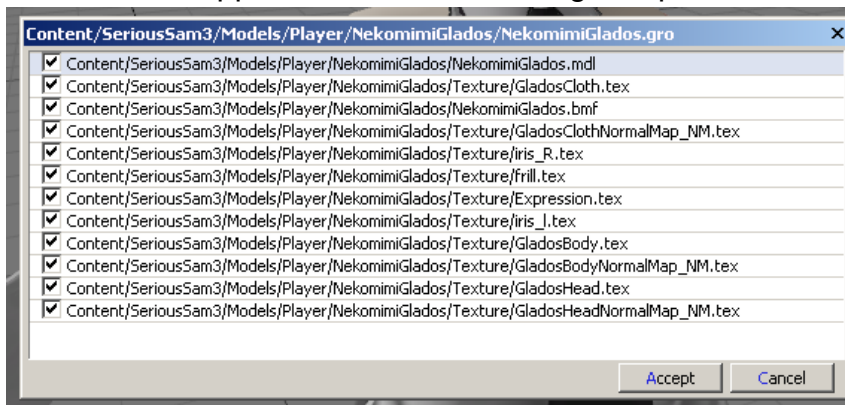 Content/SeriousSam3/Models/Player/NekomimiGlados/NekomimiGlados.gro
Content/SeriousSam3/Models/Player/NekomimiGlados/NekomimiGlados.mdl
Content/SeriousSam3/Models/Player/NekomimiGlados/Texture/GladosCloth.tex
Content/SeriousSam3/Models/Player/NekomimiGlados/NekomimiGlados.bmf
Content/SeriousSam3/Models/Player/NekomimiGlados/Texture/GladosClothNormalMap_NM.tex
Content/SeriousSam3/Models/Player/NekomimiGlados/Texture/iris_R.tex
Content/SeriousSam3/Models/Player/NekomimiGlados/Texture/frill.tex
Content/SeriousSam3/Models/Player/NekomimiGlados/Texture/Expression.tex
Content/SeriousSam3/Models/Player/NekomimiGlados/Texture/iris_l.tex
Content/SeriousSam3/Models/Player/NekomimiGlados/Texture/GladosBody.tex
Content/SeriousSam3/Models/Player/NekomimiGlados/Texture/GladosBodyNormalMap_NM.tex
Content/SeriousSam3/Models/Player/NekomimiGlados/Texture/GladosHead.tex
Content/SeriousSam3/Models/Player/NekomimiGlados/Texture/GladosHeadNormalMap_NM.tex
Accept Cancel